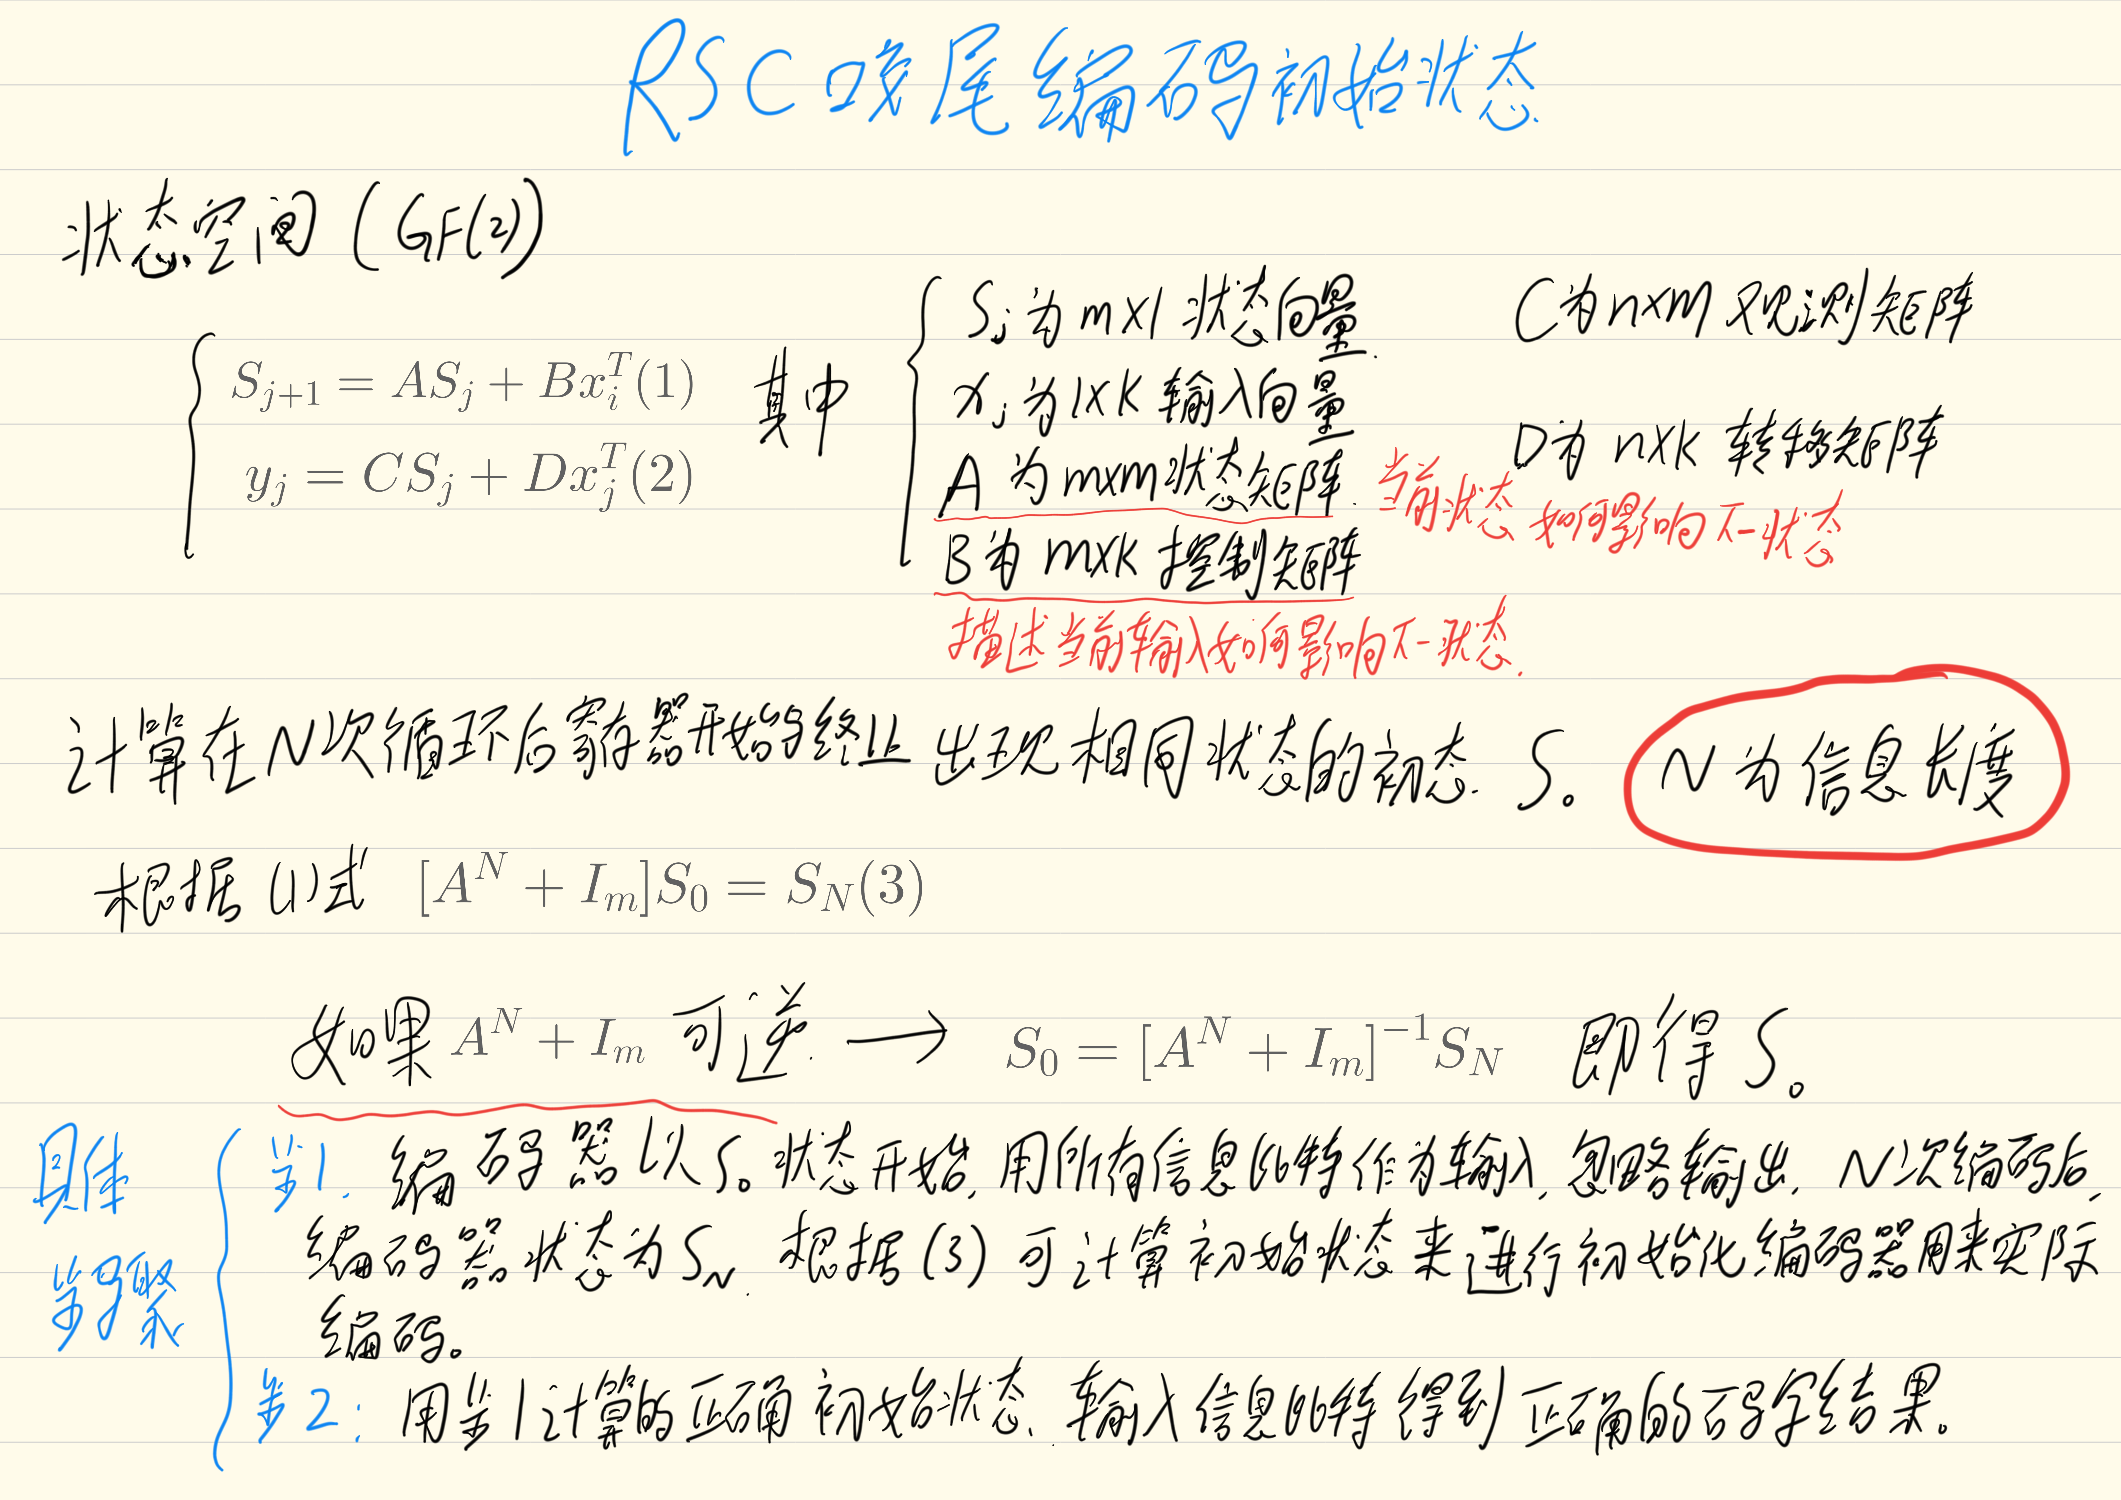 RSC咬尾编码初始状态
状态空间 (GF(2))
S_{j+1} = AS_j + Bx_i^T(1)
y_j = CS_j + Dx_j^T(2)
其中
S_j 为 m×1 状态向量.
x_j 为 1×K 输入向量
A 为 m×m 状态矩阵. 当前状态如何影响下一状态
B 为 m×k 控制矩阵
描述当前输入如何影响下一状态.
C 为 n×m 观测矩阵
D 为 n×k 转移矩阵
计算在N次循环后寄存器开始与终止出现相同状态的初态 S₀ N为信息长度
根据 (1) 式 [A^N + I_m]S_0 = S_N(3)
如果 A^N + I_m 可逆. → S_0 = [A^N + I_m]^{-1}S_N 即得 S₀
具体步骤
步1. 编码器以S₀状态开始, 用所有信息比特作为输入, 忽略输出. N次编码后,
编码器状态为S_N. 根据(3)可计算初始状态来进行初始化编码器用来实际
编码。
步2: 用步1计算的正确初始状态, 输入信息比特得到正确的码字结果。